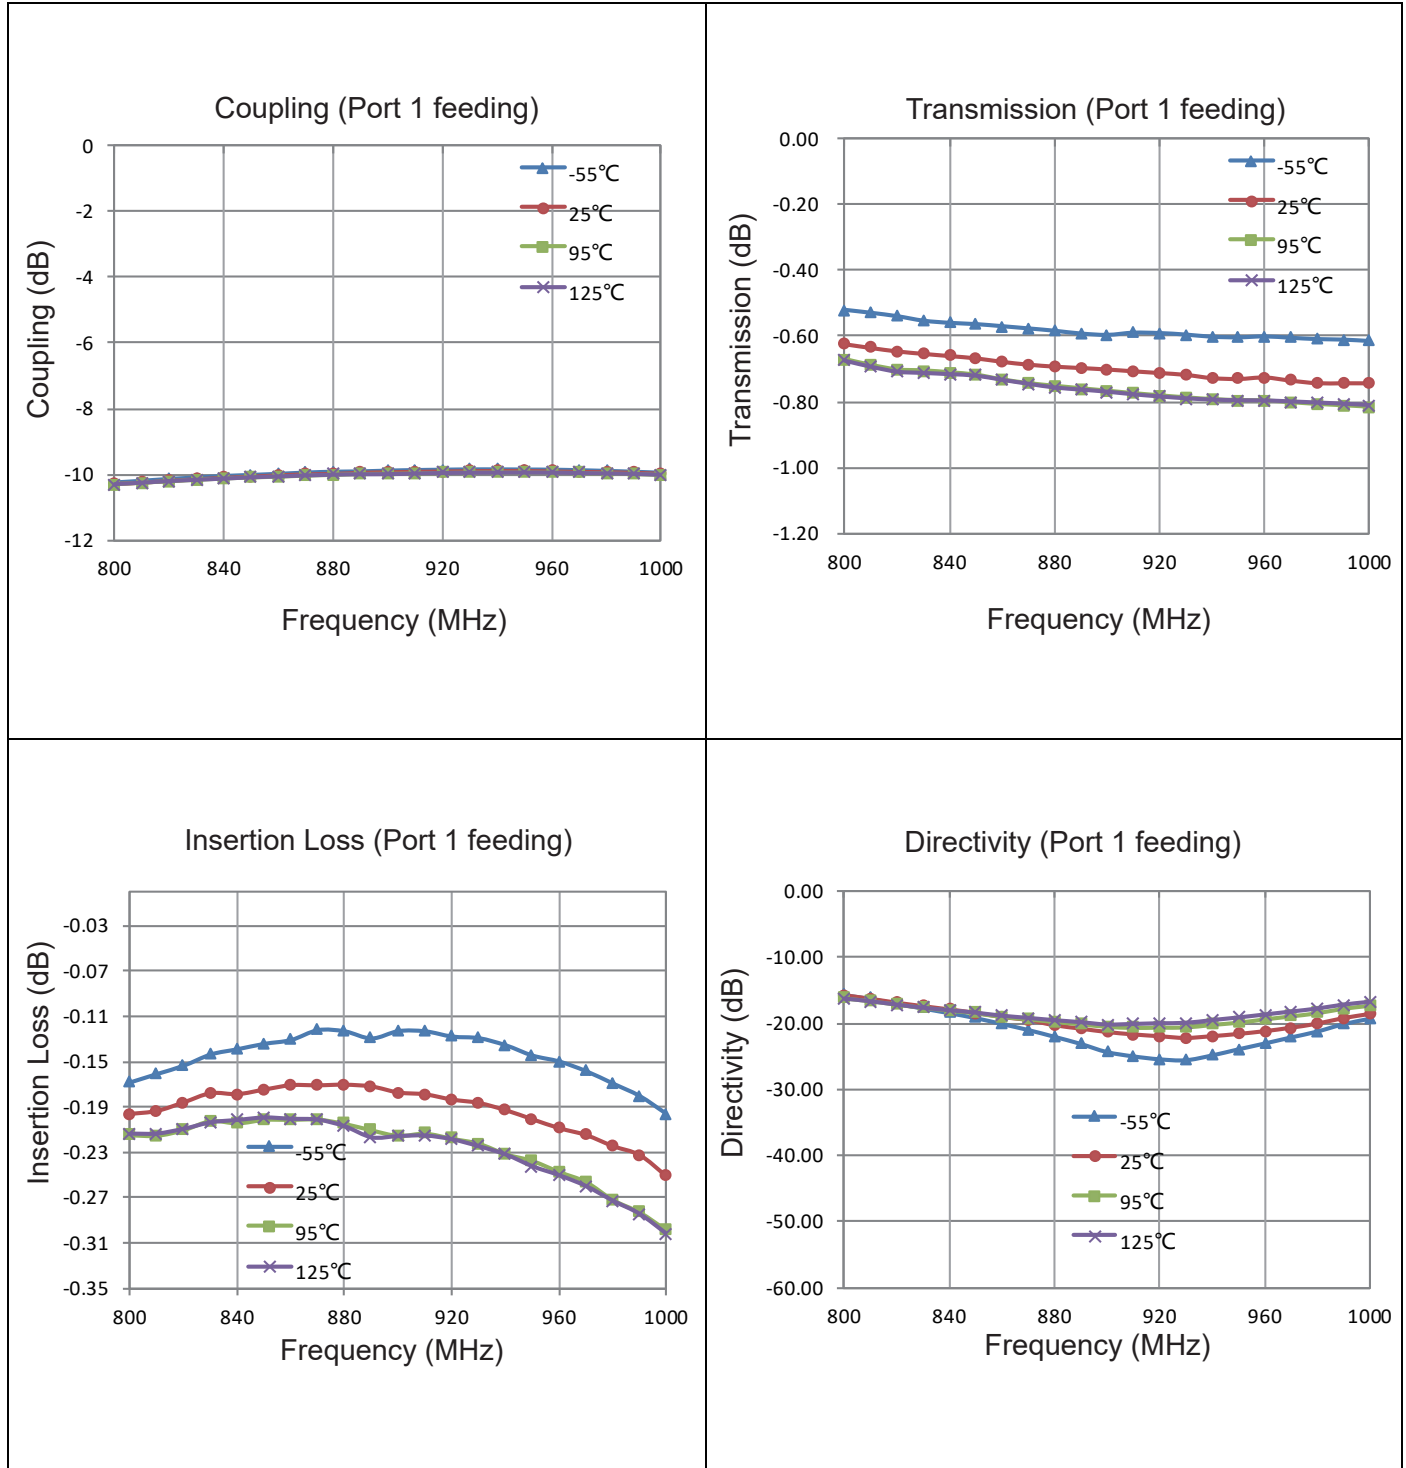 Coupling (Port 1 feeding)
0
-2
-4
-6
-8
-10
-12
Coupling (dB)
-55℃
25℃
95℃
125℃
800 840 880 920 960 1000
Frequency (MHz)
Transmission (Port 1 feeding)
0.00
-0.20
-0.40
-0.60
-0.80
-1.00
-1.20
Transmission (dB)
-55℃
25℃
95℃
125℃
800 840 880 920 960 1000
Frequency (MHz)
Insertion Loss (Port 1 feeding)
-0.03
-0.07
-0.11
-0.15
-0.19
-0.23
-0.27
-0.31
-0.35
Insertion Loss (dB)
-55℃
25℃
95℃
125℃
800 840 880 920 960 1000
Frequency (MHz)
Directivity (Port 1 feeding)
0.00
-10.00
-20.00
-30.00
-40.00
-50.00
-60.00
Directivity (dB)
-55℃
25℃
95℃
125℃
800 840 880 920 960 1000
Frequency (MHz)